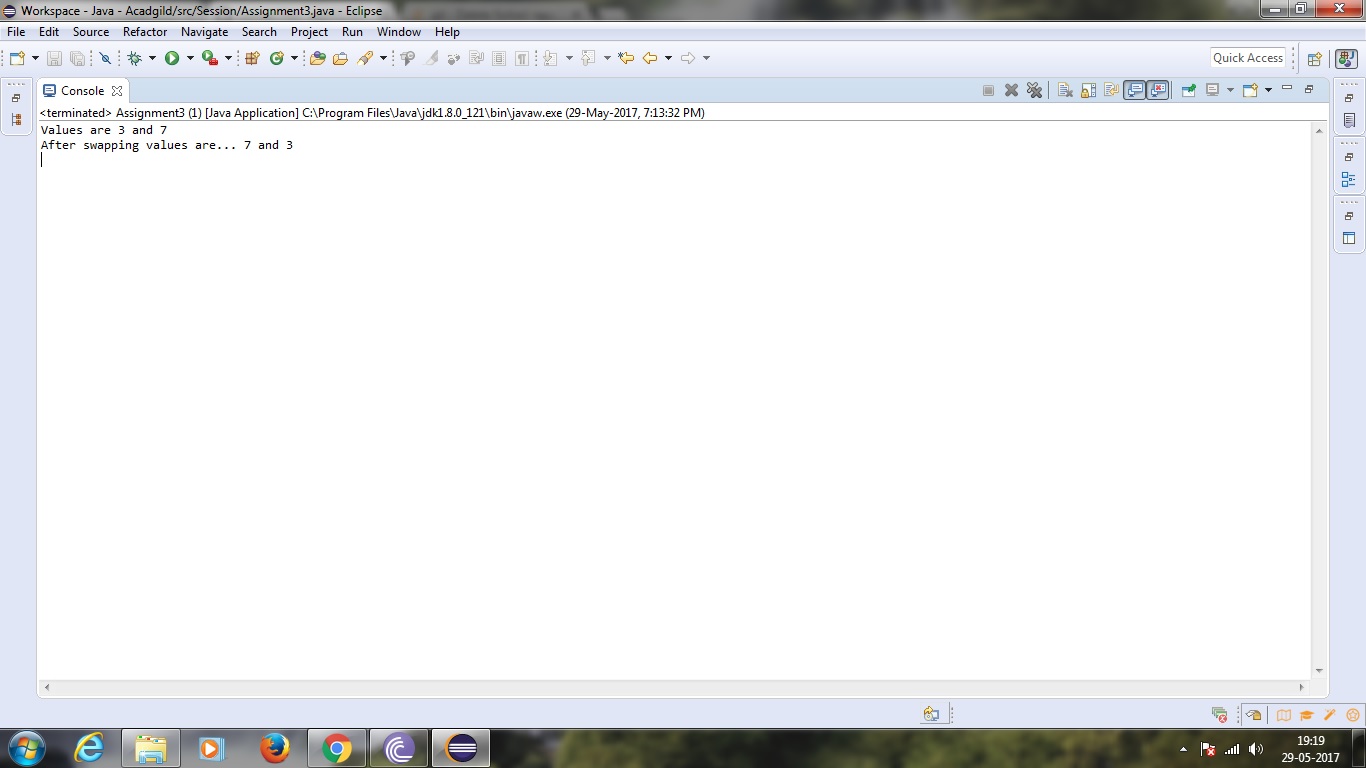 Workspace - Java - Acadgild/src/Session/Assignment3.java - Eclipse
File Edit Source Refactor Navigate Search Project Run Window Help
Quick Access
Console
<terminated> Assignment3 (1) [Java Application] C:\Program Files\Java\jdk1.8.0_121\bin\javaw.exe (29-May-2017, 7:13:32 PM)
Values are 3 and 7
After swapping values are... 7 and 3
19:19
29-05-2017